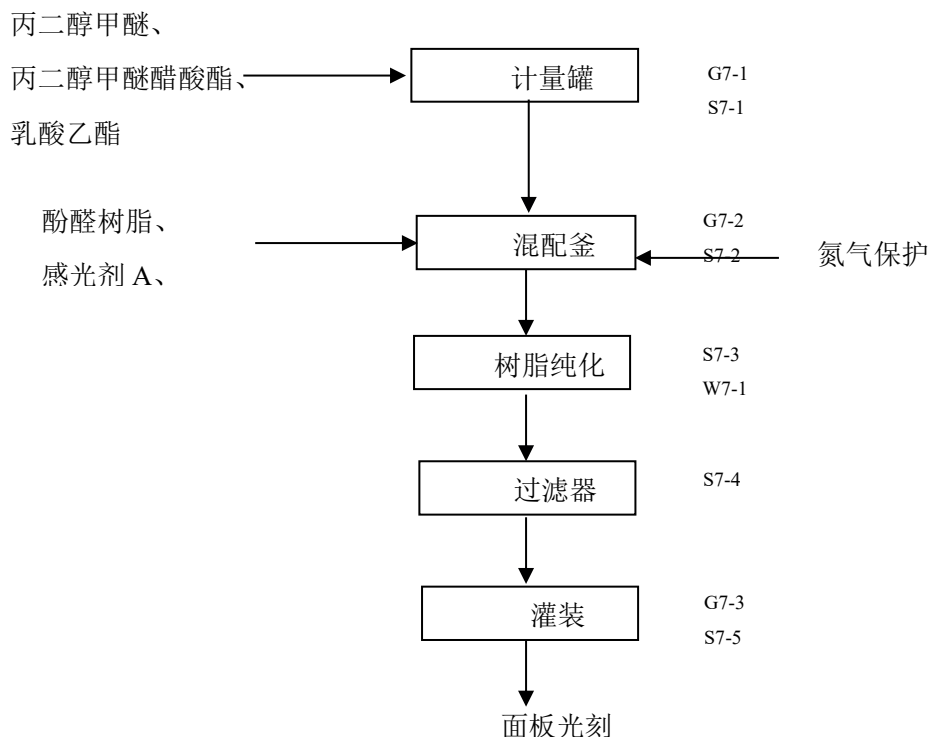 丙二醇甲醚、
丙二醇甲醚醋酸酯、
乳酸乙酯
计量罐
G7-1
S7-1
酚醛树脂、
感光剂 A、
混配釜
G7-2
S7-2
氮气保护
树脂纯化
S7-3
W7-1
过滤器
S7-4
灌装
G7-3
S7-5
面板光刻